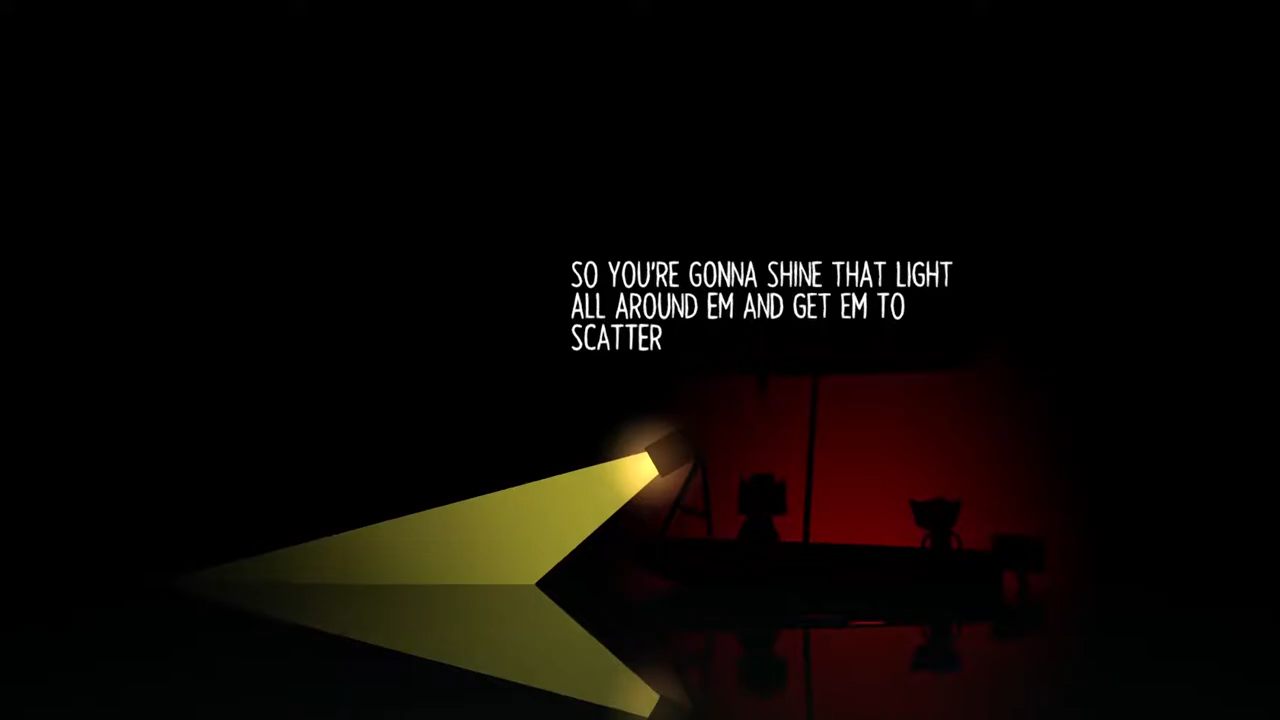 SO YOU'RE GONNA SHINE THAT LIGHT
ALL AROUND EM AND GET EM TO
SCATTER